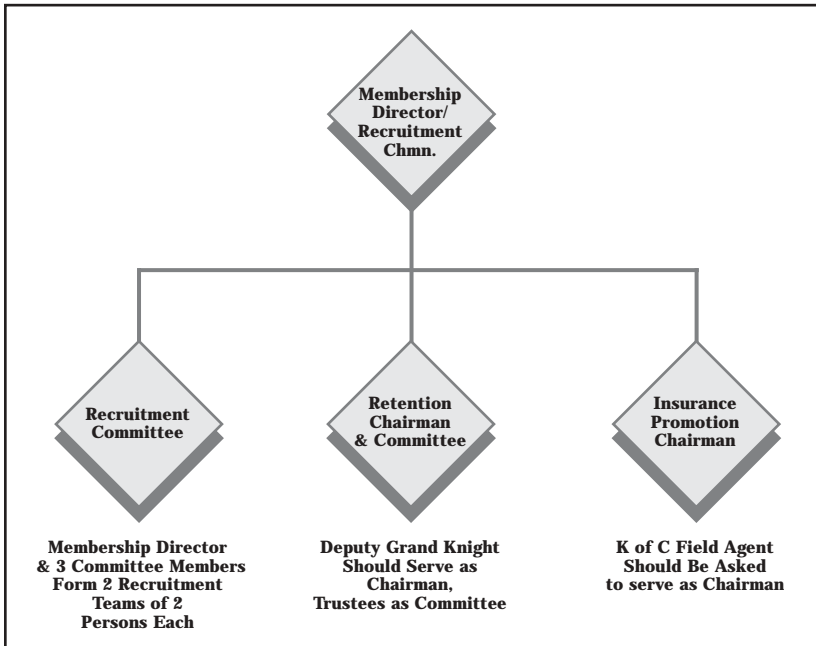 Membership
Director/
Recruitment
Chmn.
Recruitment
Committee
Retention
Chairman
& Committee
Insurance
Promotion
Chairman
Membership Director
& 3 Committee Members
Form 2 Recruitment
Teams of 2
Persons Each
Deputy Grand Knight
Should Serve as
Chairman,
Trustees as Committee
K of C Field Agent
Should Be Asked
to serve as Chairman